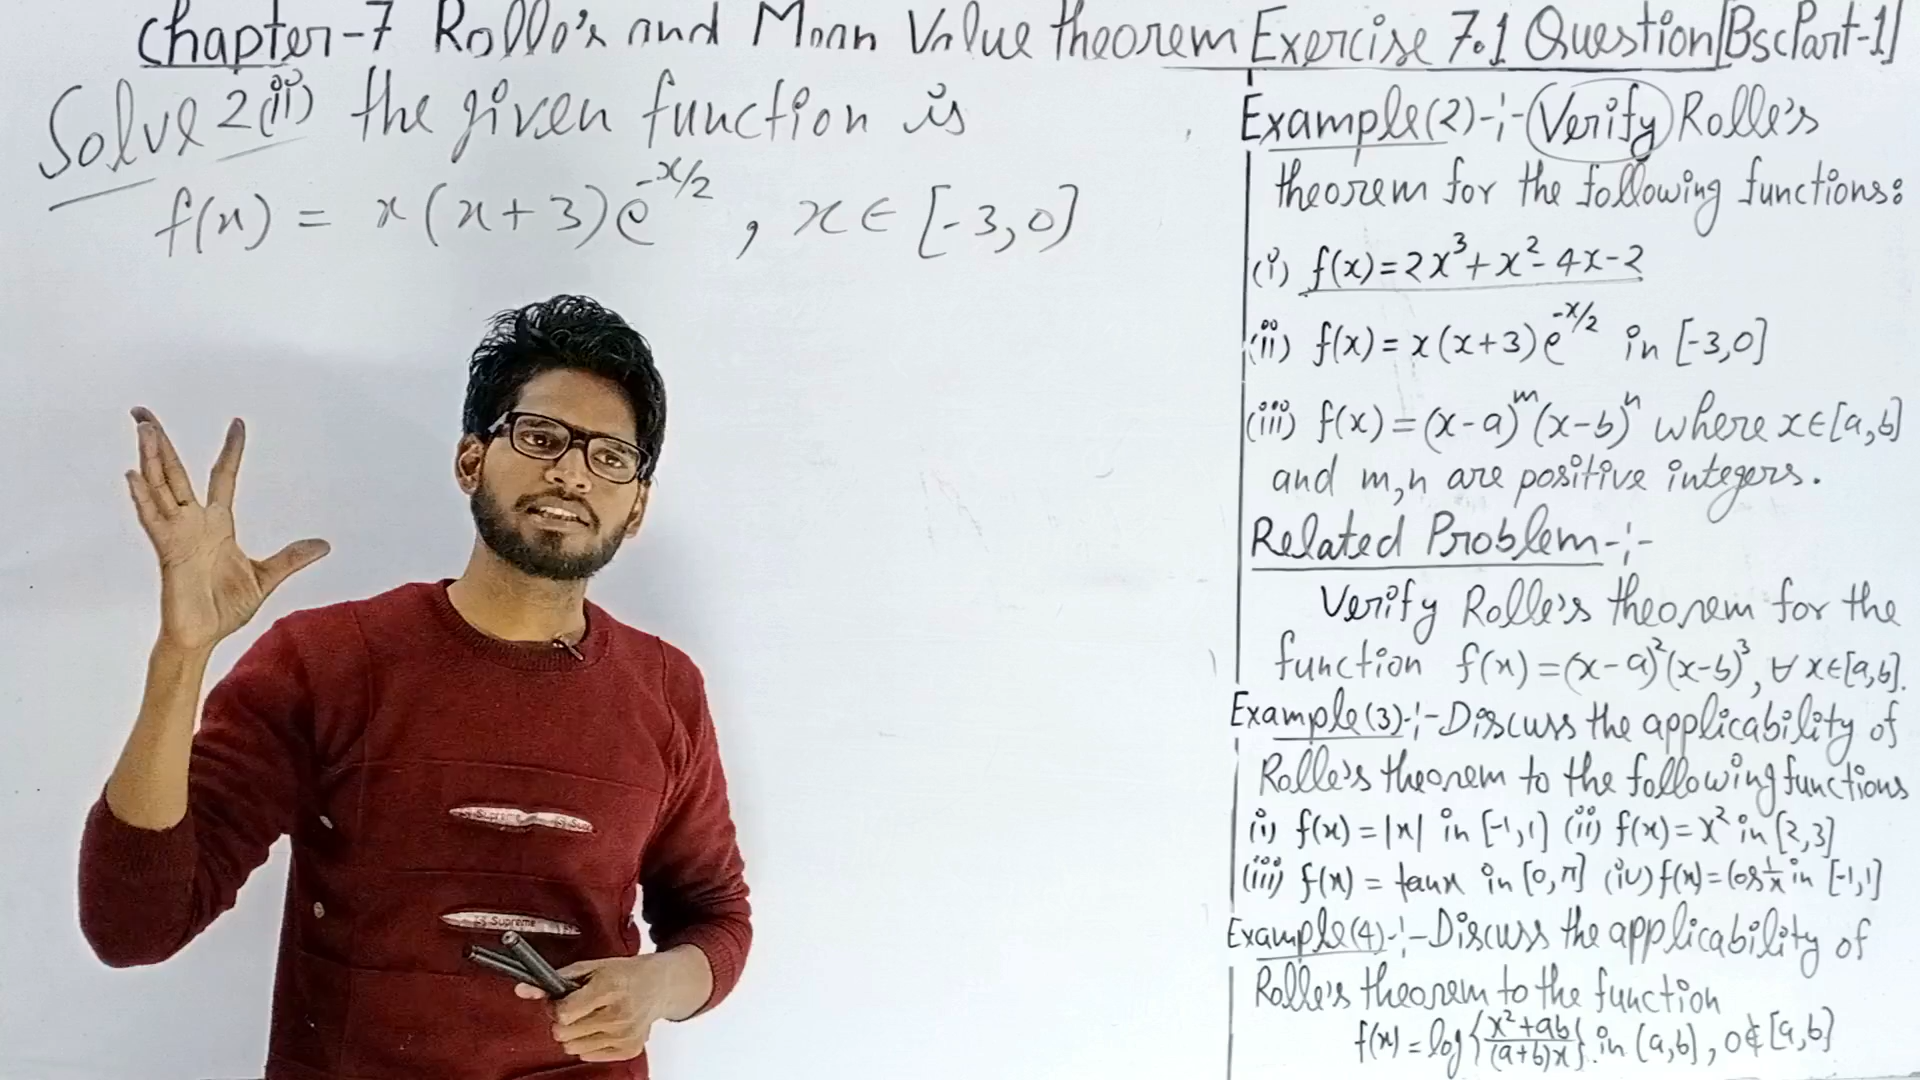 Chapter-7 Rolle's and Mean Value theorem Exercise 7.1 Question [Bsc Part-1]
Solve 2(ii) the given function is
f(x) = x(x+3)e^{-x/2}, x∈[-3,0]
Example(2)-:- Verify Rolle's
theorem for the following functions:
(i) f(x)=2x³+x²-4x-2
(ii) f(x)=x(x+3)e^{-x/2} in [-3,0]
(iii) f(x)=(x-a)^m(x-b)^n where x∈[a,b]
and m,n are positive integers.
Related Problem-:-
Verify Rolle's theorem for the
function f(x)=(x-a)²(x-b)³, ∀ x∈[a,b].
Example(3)-:-Discuss the applicability of
Rolle's theorem to the following functions
(i) f(x)=|x| in [-1,1] (ii) f(x)=x² in [2,3]
(iii) f(x)=tanx in [0,π] (iv) f(x)=Cos 1/x in [-1,1]
Example(4)-:-Discuss the applicability of
Rolle's theorem to the function
f(x)=log{x²+ab/(a+b)x} in (a,b], 0∉[a,b]
Supreme
Supreme